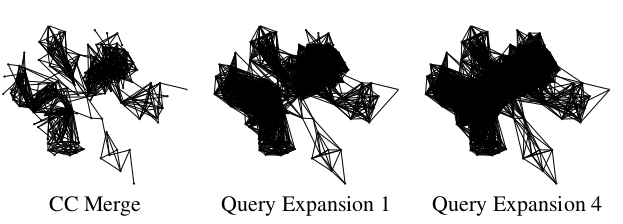 CC Merge
Query Expansion 1
Query Expansion 4